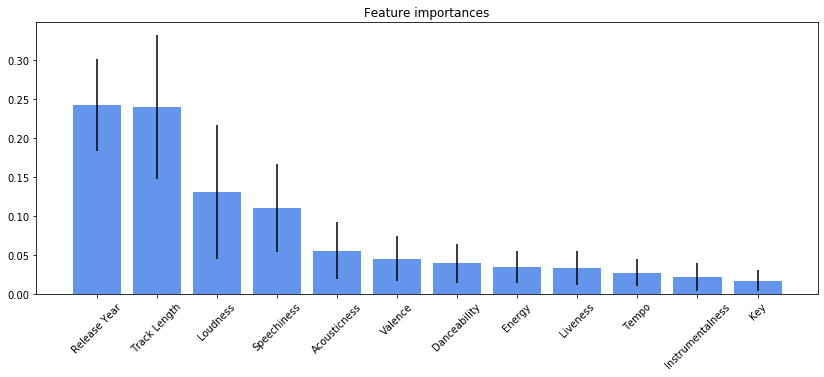 Feature importances
0.30
0.25
0.20
0.15
0.10
0.05
0.00
Release Year
Track Length
Loudness
Speechiness
Acousticness
Valence
Danceability
Energy
Liveness
Tempo
Instrumentalness
Key